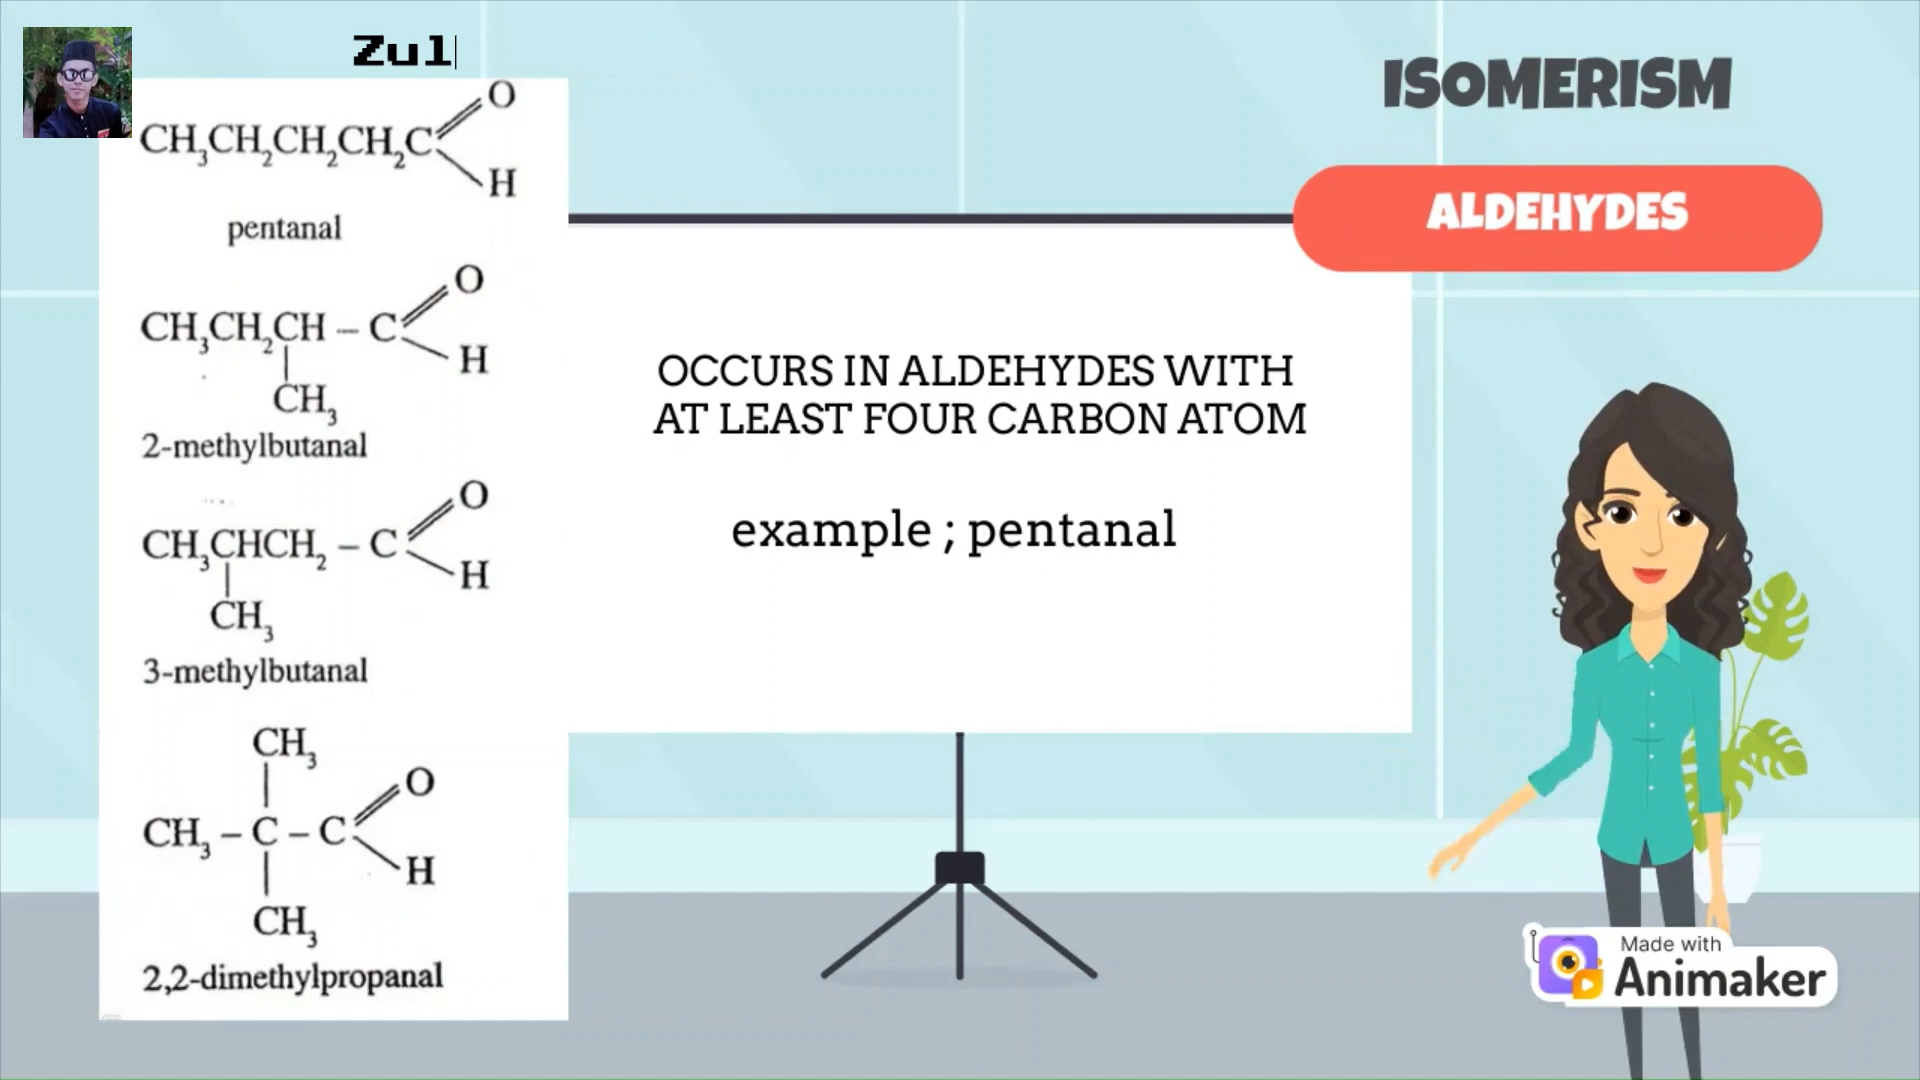 Zul
CH₃CH₂CH₂CH₂C
O
H
pentanal
O
CH₃CH₂CH – C
H
CH₃
2-methylbutanal
O
CH₃CHCH₂ – C
H
CH₃
3-methylbutanal
CH₃
O
CH₃ – C – C
H
CH₃
2,2-dimethylpropanal
ISOMERISM
ALDEHYDES
OCCURS IN ALDEHYDES WITH
AT LEAST FOUR CARBON ATOM
example ; pentanal
Made with
Animaker